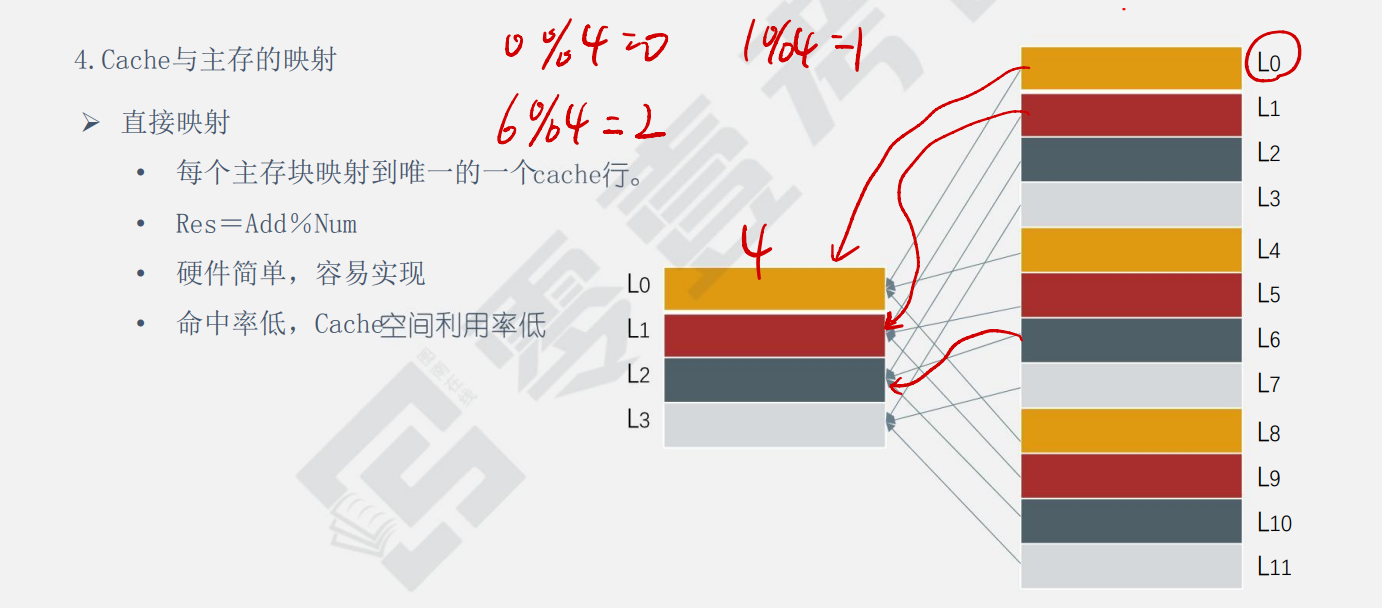 4.Cache与主存的映射
0%4=0
1%4=1
6%4=2
➢ 直接映射
• 每个主存块映射到唯一的一个cache行。
• Res=Add%Num
• 硬件简单,容易实现
• 命中率低,Cache空间利用率低
4
L0
L1
L2
L3
L0
L1
L2
L3
L4
L5
L6
L7
L8
L9
L10
L11
零壹考